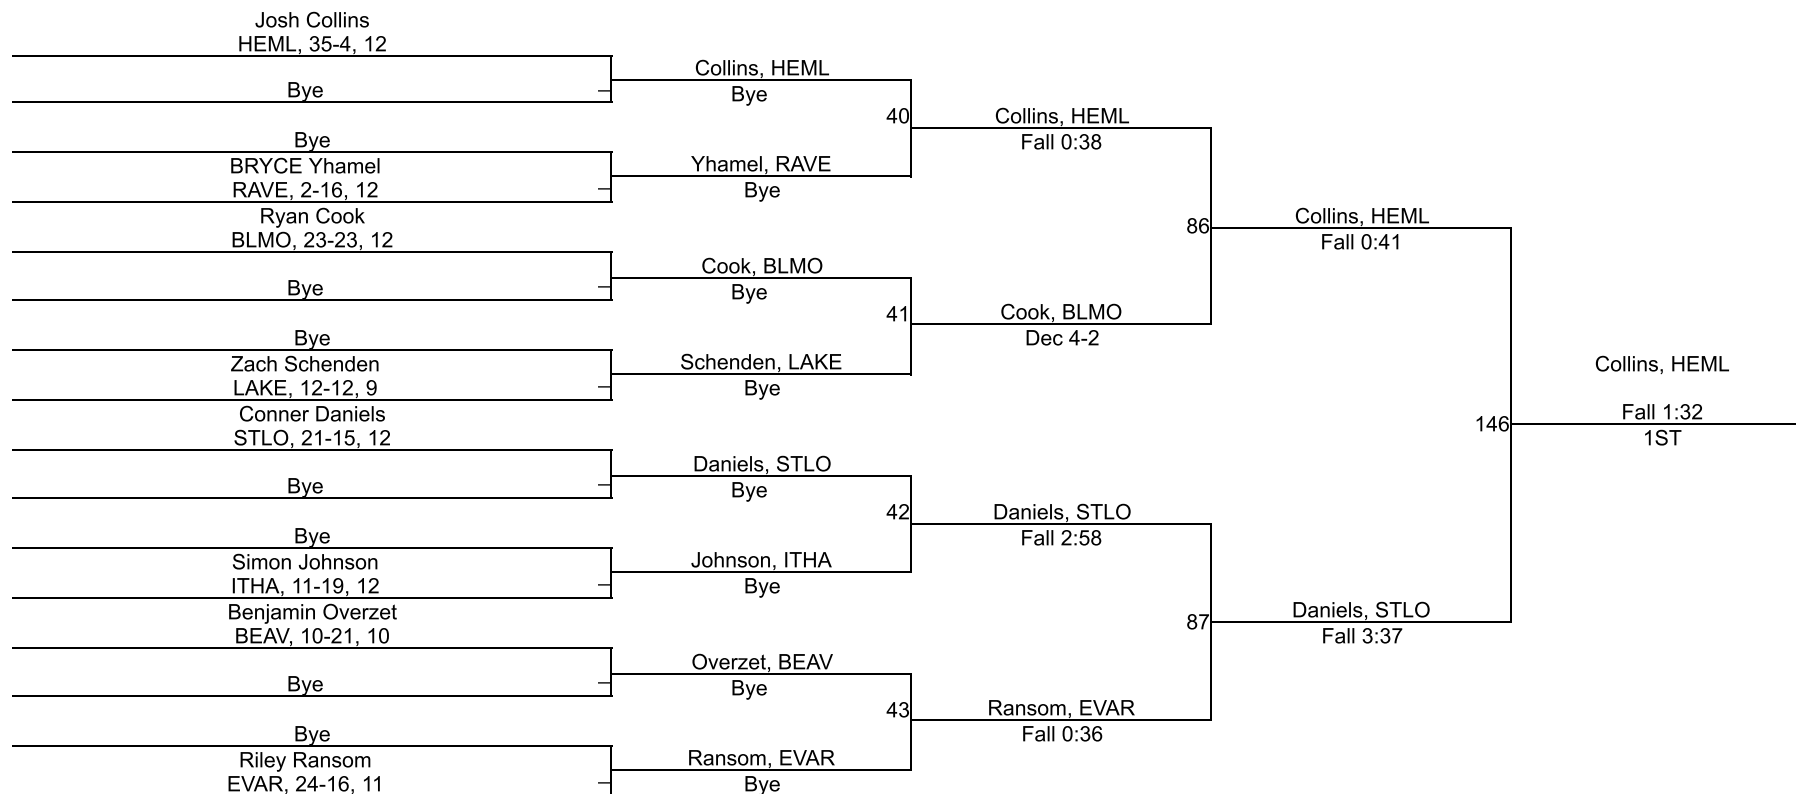 Josh Collins
HEML, 35-4, 12
Bye
Bye
BRYCE Yhamel
RAVE, 2-16, 12
Ryan Cook
BLMO, 23-23, 12
Bye
Bye
Zach Schenden
LAKE, 12-12, 9
Conner Daniels
STLO, 21-15, 12
Bye
Bye
Simon Johnson
ITHA, 11-19, 12
Benjamin Overzet
BEAV, 10-21, 10
Bye
Bye
Riley Ransom
EVAR, 24-16, 11
Collins, HEML
Bye
40
Yhamel, RAVE
Bye
Cook, BLMO
Bye
41
Schenden, LAKE
Bye
Daniels, STLO
Bye
42
Johnson, ITHA
Bye
Overzet, BEAV
Bye
43
Ransom, EVAR
Bye
Collins, HEML
Fall 0:38
86
Cook, BLMO
Dec 4-2
Daniels, STLO
Fall 2:58
87
Ransom, EVAR
Fall 0:36
Collins, HEML
Fall 0:41
146
Daniels, STLO
Fall 3:37
Collins, HEML
Fall 1:32
1ST